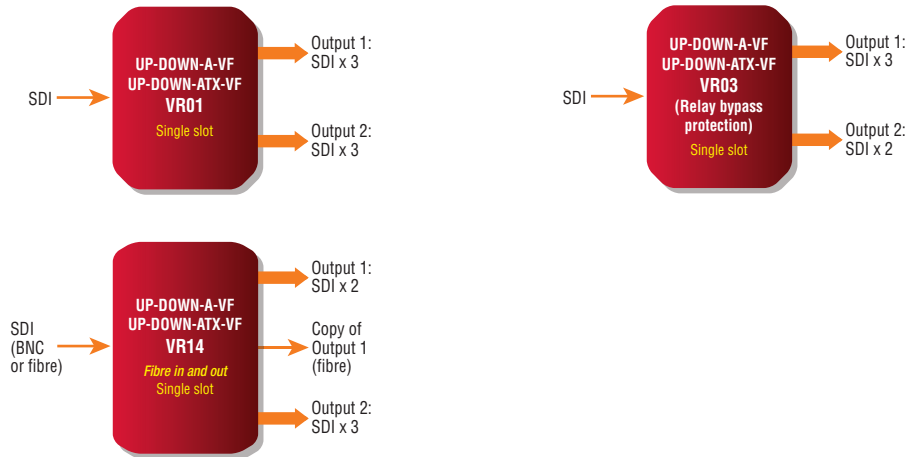 SDI
UP-DOWN-A-VF
UP-DOWN-ATX-VF
VR01
Single slot
Output 1:
SDI x 3
Output 2:
SDI x 3
SDI
UP-DOWN-A-VF
UP-DOWN-ATX-VF
VR03
(Relay bypass
protection)
Single slot
Output 1:
SDI x 3
Output 2:
SDI x 2
SDI
(BNC
or fibre)
UP-DOWN-A-VF
UP-DOWN-ATX-VF
VR14
Fibre in and out
Single slot
Output 1:
SDI x 2
Copy of
Output 1
(fibre)
Output 2:
SDI x 3